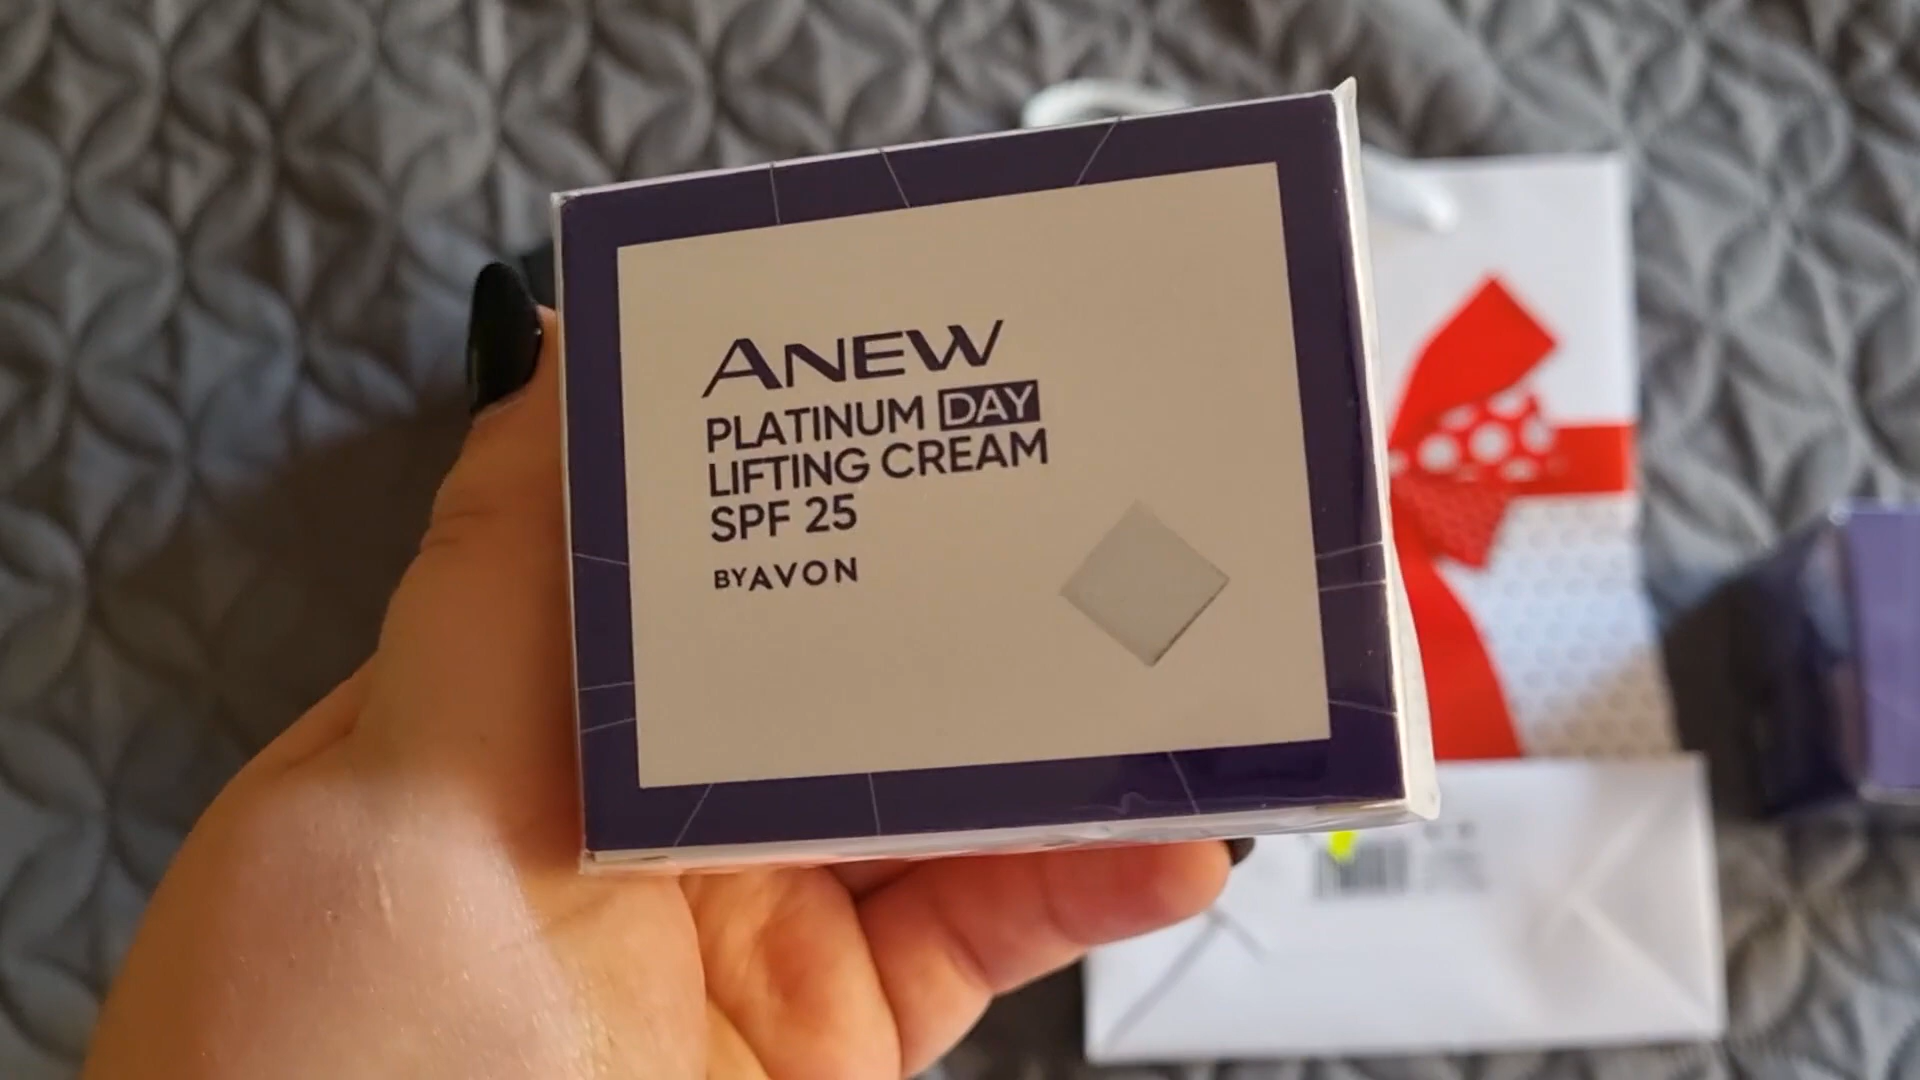 ANEW
PLATINUM DAY
LIFTING CREAM
SPF 25
BY AVON